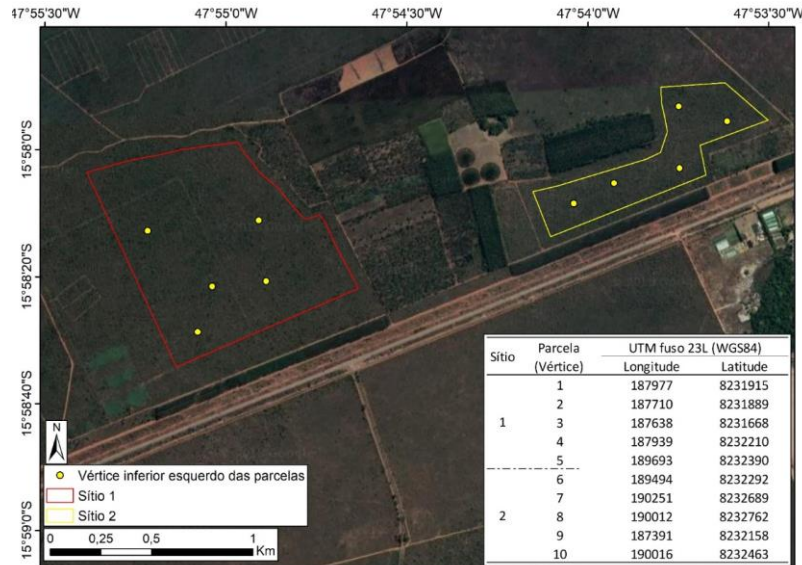 47°55'30"W 47°55'0"W 47°54'30"W 47°54'0"W 47°53'30"W
15°58'0"S
15°58'20"S
15°58'40"S
15°59'0"S
N
Vértice inferior esquerdo das parcelas
Sítio 1
Sítio 2
0 0,25 0,5 1
Km
Sítio Parcela (Vértice) UTM fuso 23L (WGS84)
Longitude Latitude
1
1 187977 8231915
2 187710 8231889
3 187638 8231668
4 187939 8232210
5 189693 8232390
2
6 189494 8232292
7 190251 8232689
8 190012 8232762
9 187391 8232158
10 190016 8232463